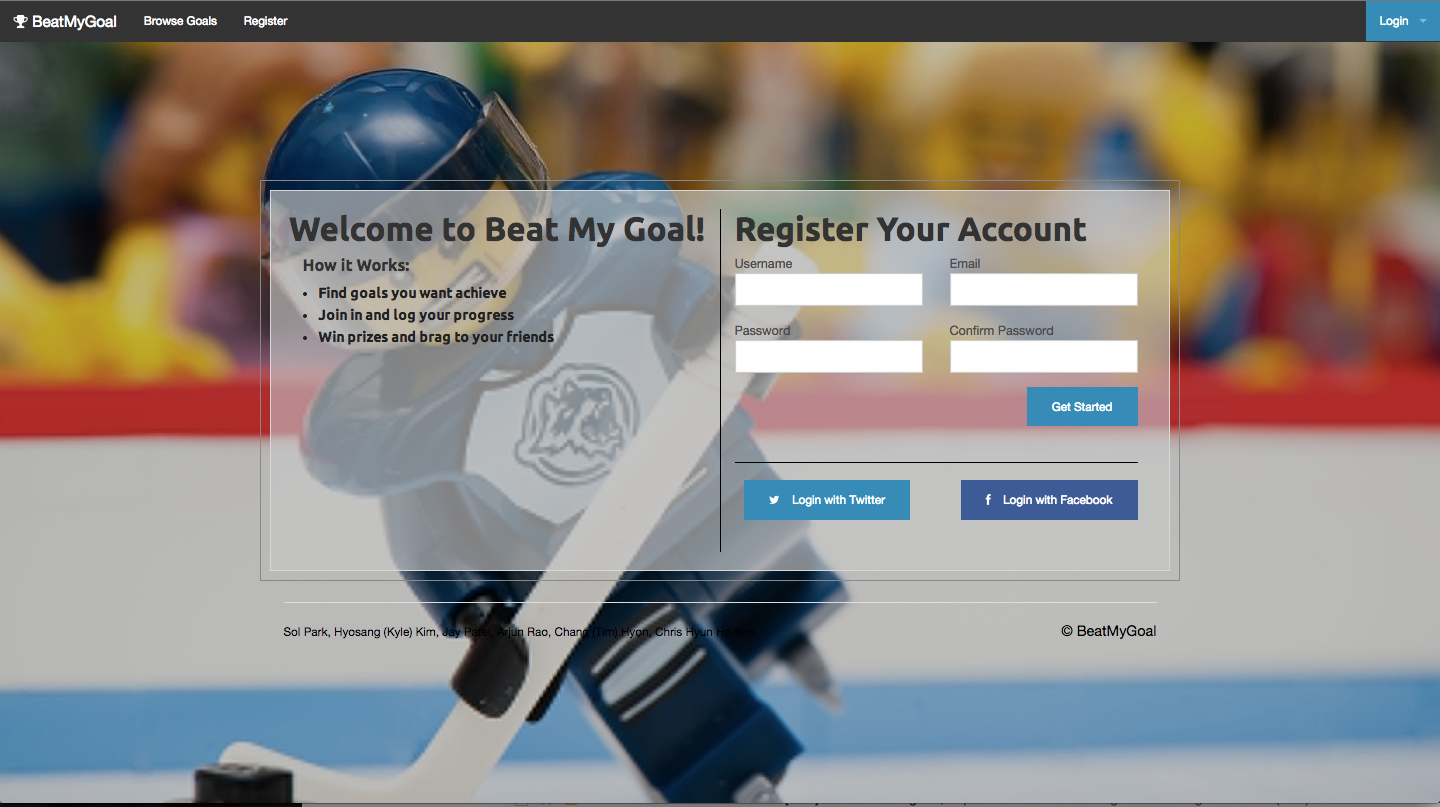 BeatMyGoal Browse Goals Register Login
Welcome to Beat My Goal!
How it Works:
Find goals you want achieve
Join in and log your progress
Win prizes and brag to your friends
Register Your Account
Username Email
Password Confirm Password
Get Started
Login with Twitter Login with Facebook
Sol Park, Hyosang (Kyle) Kim, Jay Patel, Arjun Rao, Chang (Tim) Hyon, Chris Hyun Ho Kim
© BeatMyGoal